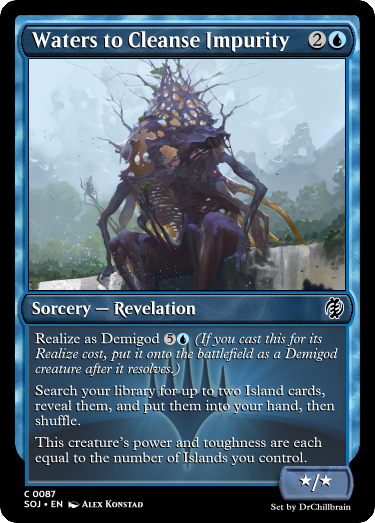 Waters to Cleanse Impurity 2
Sorcery — Revelation
Realize as Demigod 5 (If you cast this for its
Realize cost, put it onto the battlefield as a Demigod
creature after it resolves.)
Search your library for up to two Island cards,
reveal them, and put them into your hand, then
shuffle.
This creature's power and toughness are each
equal to the number of Islands you control.
★/★
C 0087
SOJ • EN Alex Konstad
Set by DrChillbrain